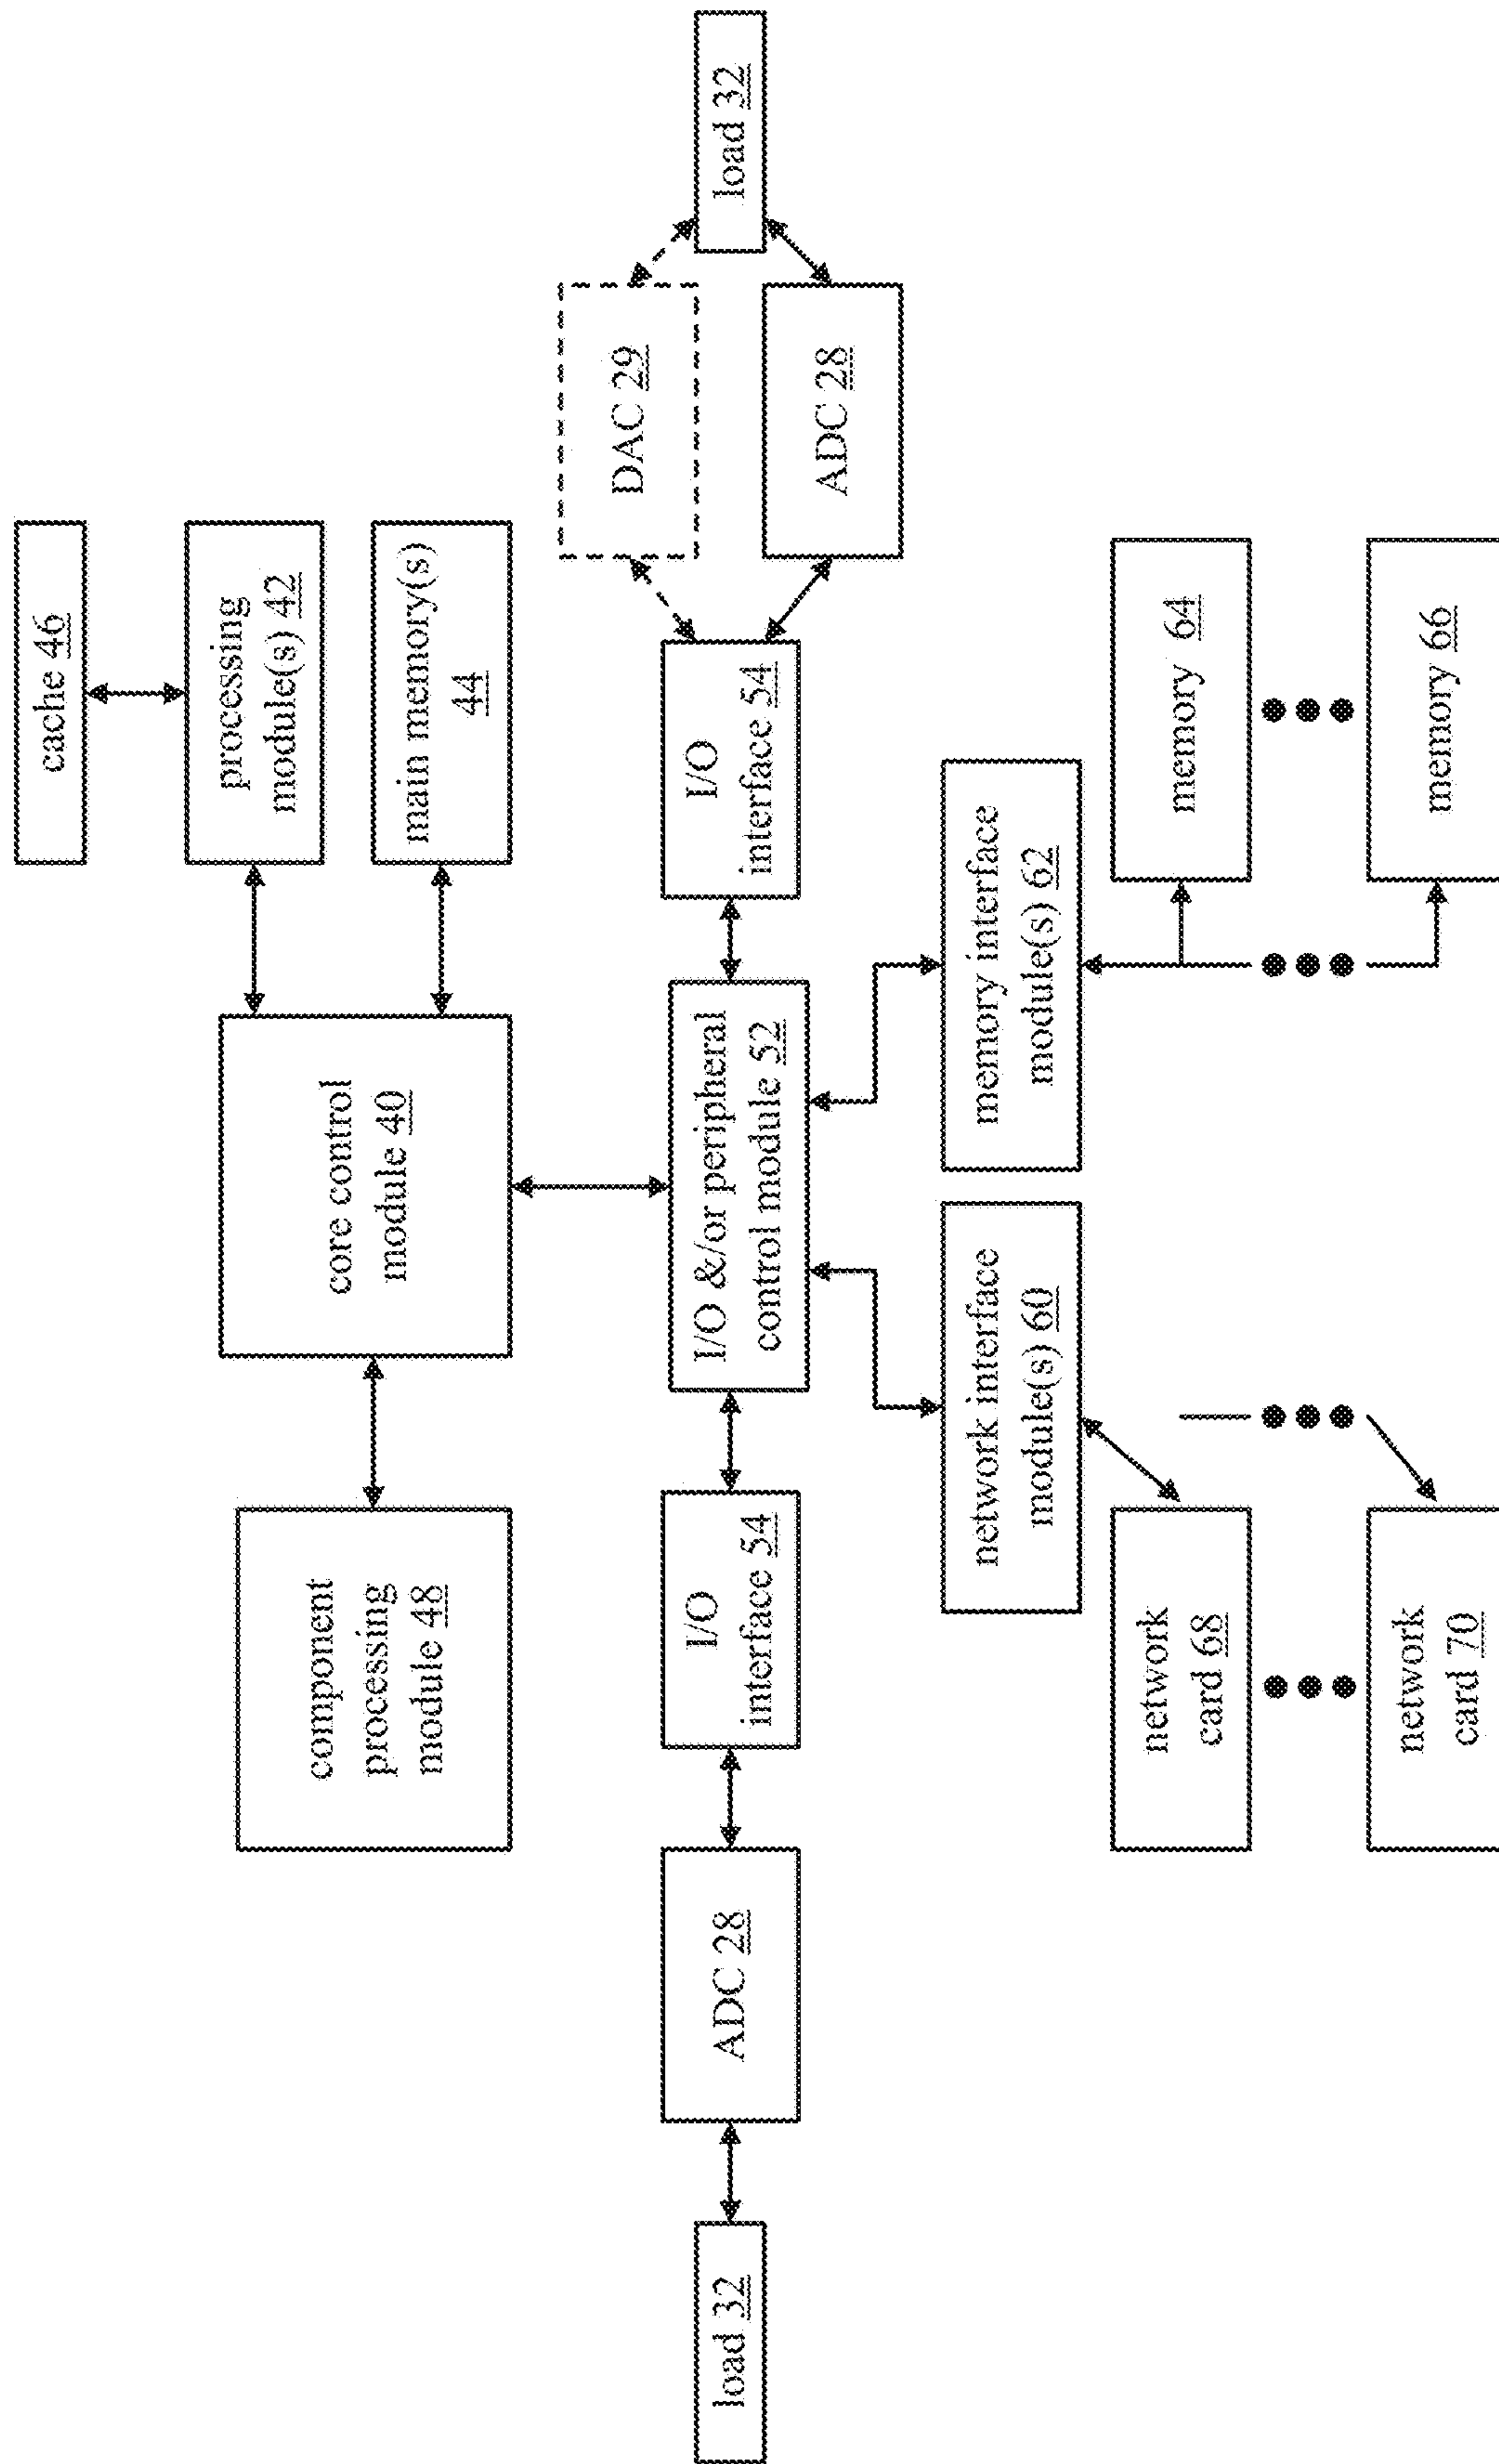 cache 46
processing
module(s) 42
main memory(s)
44
core control
module 40
component
processing
module 48
load 32
DAC 29
ADC 28
I/O
interface 54
I/O &/or peripheral
control module 52
I/O
interface 54
ADC 28
load 32
memory interface
module(s) 62
network interface
module(s) 60
memory 64
memory 66
network
card 68
network
card 70